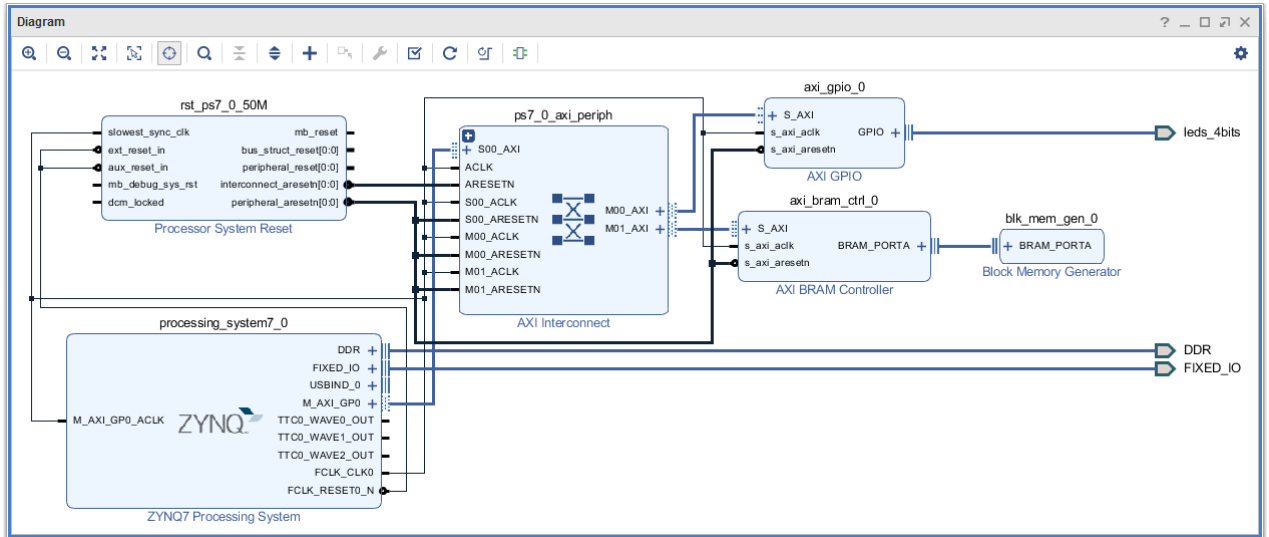 Diagram
rst_ps7_0_50M
slowest_sync_clk
ext_reset_in
aux_reset_in
mb_debug_sys_rst
dcm_locked
mb_reset
bus_struct_reset[0:0]
peripheral_reset[0:0]
interconnect_aresetn[0:0]
peripheral_aresetn[0:0]
Processor System Reset
ps7_0_axi_periph
S00_AXI
ACLK
ARESETN
S00_ACLK
S00_ARESETN
M00_ACLK
M00_ARESETN
M01_ACLK
M01_ARESETN
M00_AXI
M01_AXI
AXI Interconnect
axi_gpio_0
S_AXI
s_axi_aclk
s_axi_aresetn
GPIO
AXI GPIO
leds_4bits
axi_bram_ctrl_0
S_AXI
s_axi_aclk
s_axi_aresetn
BRAM_PORTA
AXI BRAM Controller
blk_mem_gen_0
BRAM_PORTA
Block Memory Generator
processing_system7_0
M_AXI_GP0_ACLK
ZYNQ
DDR
FIXED_IO
USBIND_0
M_AXI_GP0
TTC0_WAVE0_OUT
TTC0_WAVE1_OUT
TTC0_WAVE2_OUT
FCLK_CLK0
FCLK_RESET0_N
ZYNQ7 Processing System
DDR
FIXED_IO